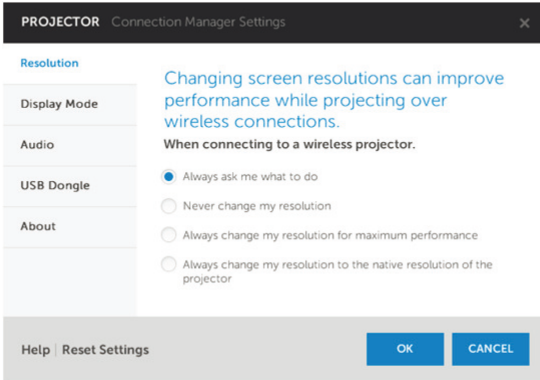 PROJECTOR Connection Manager Settings ×
Resolution
Display Mode
Audio
USB Dongle
About
Changing screen resolutions can improve
performance while projecting over
wireless connections.
When connecting to a wireless projector.
Always ask me what to do
Never change my resolution
Always change my resolution for maximum performance
Always change my resolution to the native resolution of the
projector
Help | Reset Settings
OK
CANCEL